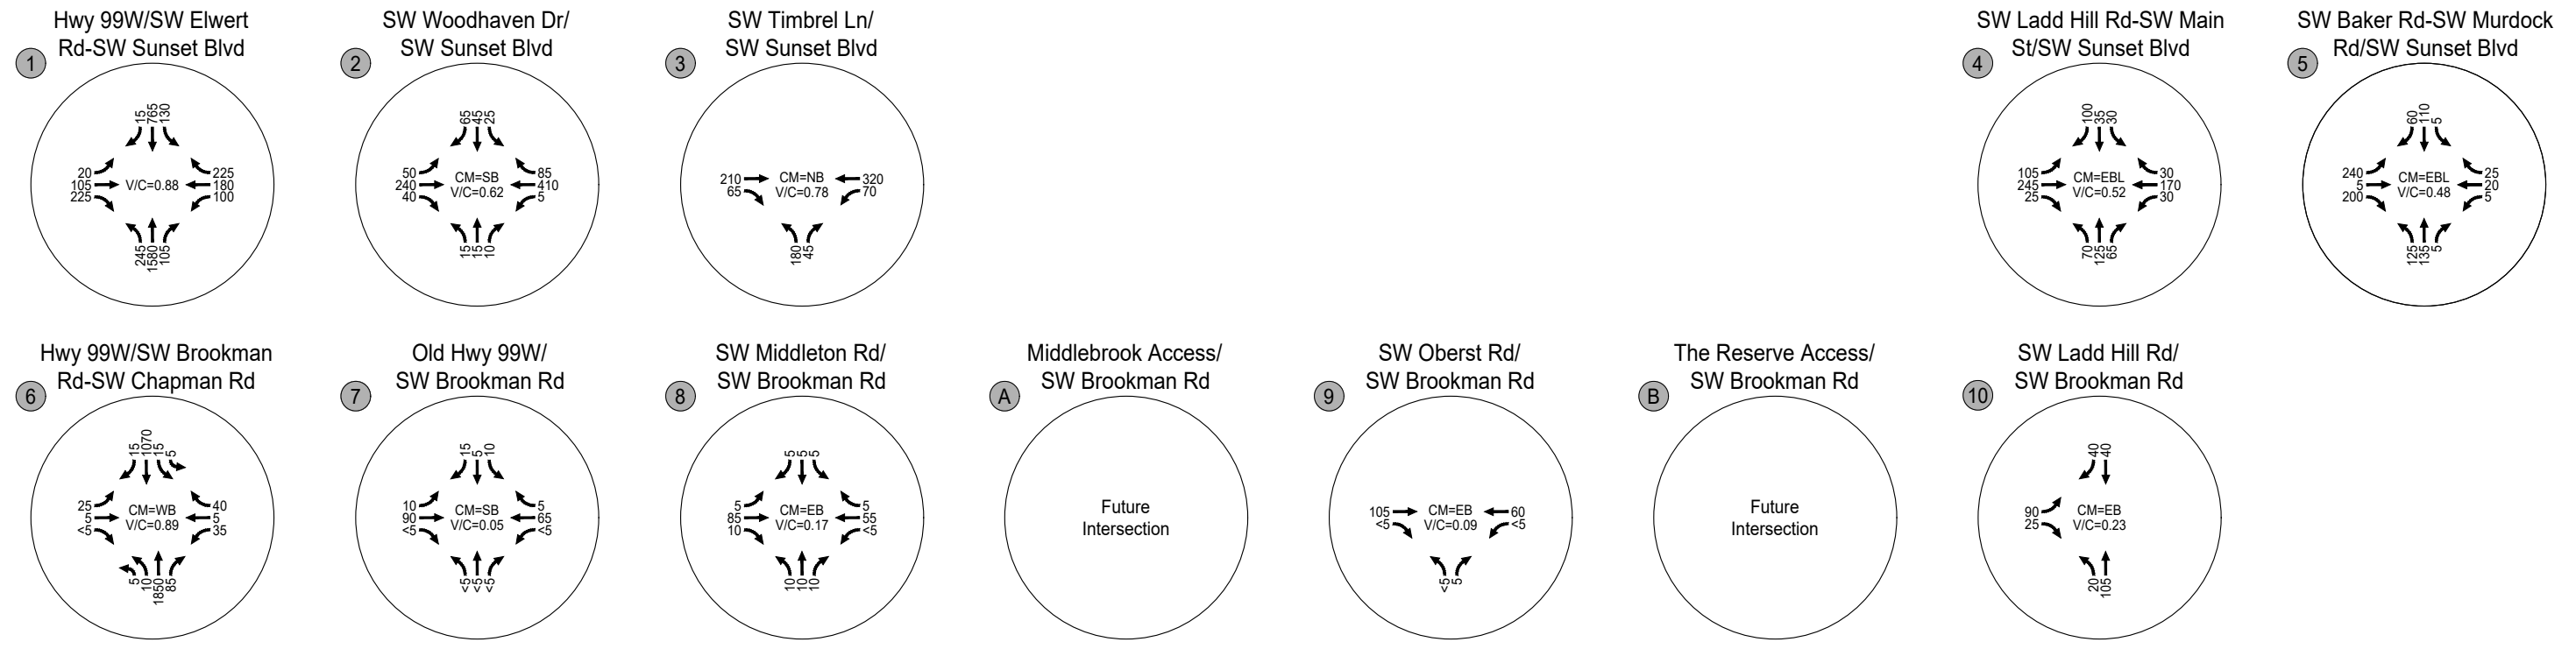 Hwy 99W/SW Elwert
Rd-SW Sunset Blvd
1
15
765
130
20
105
225
V/C=0.88
225
180
100
245
1580
105
SW Woodhaven Dr/
SW Sunset Blvd
2
65
45
25
50
240
40
CM=SB
V/C=0.62
85
410
5
15
15
10
SW Timbrel Ln/
SW Sunset Blvd
3
210
65
CM=NB
V/C=0.78
320
70
180
45
SW Ladd Hill Rd-SW Main
St/SW Sunset Blvd
4
100
35
30
105
245
25
CM=EBL
V/C=0.52
30
170
30
70
125
65
SW Baker Rd-SW Murdock
Rd/SW Sunset Blvd
5
60
110
5
240
5
200
CM=EBL
V/C=0.48
25
20
5
125
135
5
Hwy 99W/SW Brookman
Rd-SW Chapman Rd
6
15
1070
15
5
25
5
<5
CM=WB
V/C=0.89
40
5
35
5
10
1850
85
Old Hwy 99W/
SW Brookman Rd
7
15
5
10
10
90
<5
CM=SB
V/C=0.05
5
65
<5
<5
<5
<5
SW Middleton Rd/
SW Brookman Rd
8
5
5
5
5
85
10
CM=EB
V/C=0.17
5
55
<5
10
10
10
Middlebrook Access/
SW Brookman Rd
A
Future
Intersection
SW Oberst Rd/
SW Brookman Rd
9
105
<5
CM=EB
V/C=0.09
60
<5
<5
5
The Reserve Access/
SW Brookman Rd
B
Future
Intersection
SW Ladd Hill Rd/
SW Brookman Rd
10
40
40
90
25
CM=EB
V/C=0.23
20
105